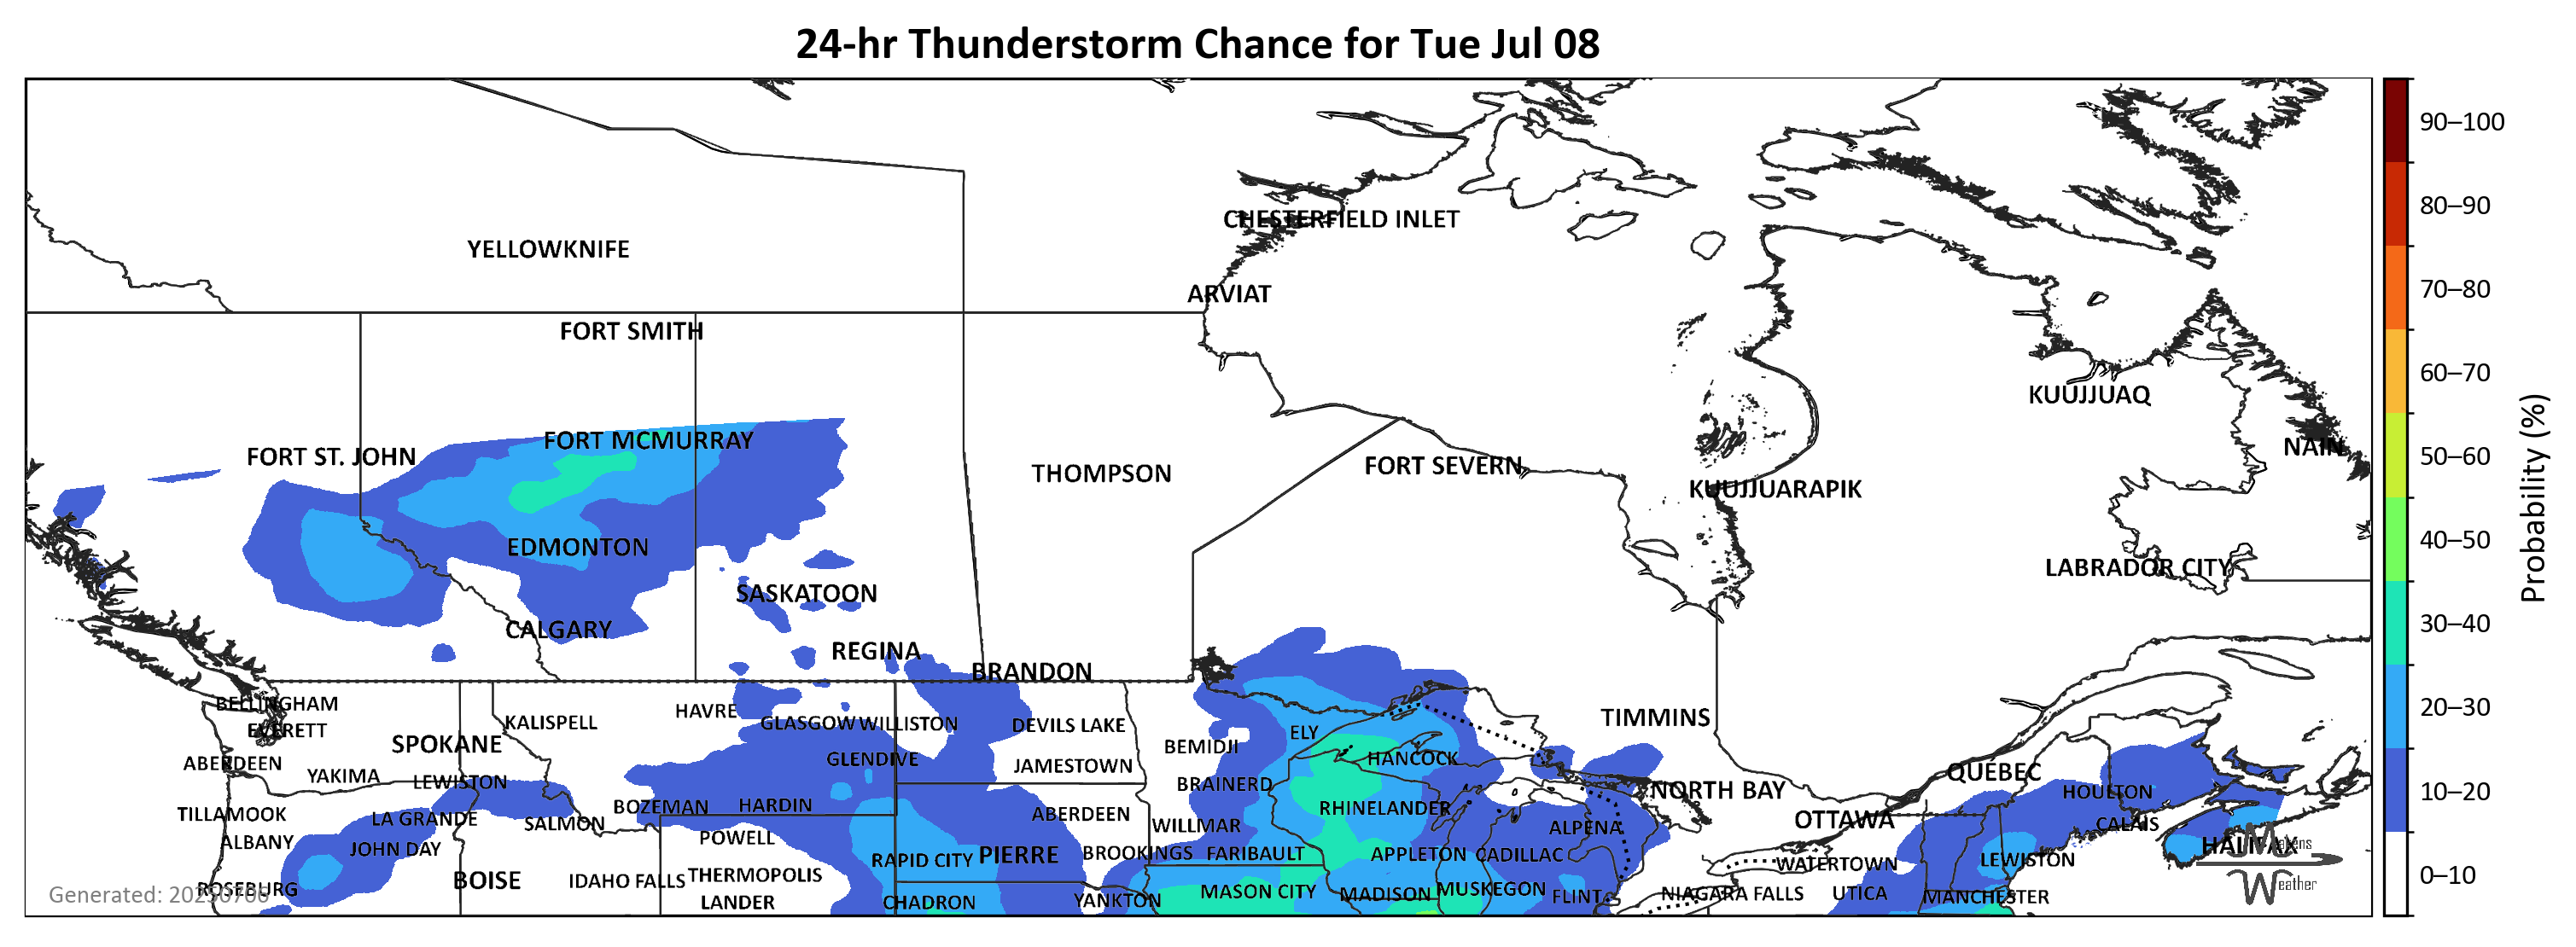 24-hr Thunderstorm Chance for Tue Jul 08
90–100
80–90
70–80
60–70
50–60
40–50
30–40
20–30
10–20
0–10
Probability (%)
CHESTERFIELD INLET
YELLOWKNIFE
ARVIAT
FORT SMITH
KUUJJUAQ
FORT MCMURRAY
NAIN
FORT ST. JOHN
FORT SEVERN
THOMPSON
KUUJJUARAPIK
EDMONTON
LABRADOR CITY
SASKATOON
CALGARY
REGINA
BRANDON
BELLINGHAM
HAVRE
TIMMINS
KALISPELL
GLASGOW
WILLISTON
DEVILS LAKE
EVERETT
ELY
SPOKANE
BEMIDJI
HANCOCK
GLENDIVE
ABERDEEN
JAMESTOWN
QUÉBEC
YAKIMA
LEWISTON
BRAINERD
NORTH BAY
HOULTON
BOZEMAN
HARDIN
RHINELANDER
TILLAMOOK
ABERDEEN
LA GRANDE
OTTAWA
SALMON
WILLMAR
ALPENA
CALAIS
POWELL
ALBANY
HALIFAX
Makens
JOHN DAY
BROOKINGS
FARIBAULT
APPLETON
CADILLAC
PIERRE
RAPID CITY
LEWISTON
WATERTOWN
THERMOPOLIS
BOISE
IDAHO FALLS
Weather
ROSEBURG
MASON CITY
MUSKEGON
MADISON
NIAGARA FALLS
UTICA
Generated: 20250706
FLINT
MANCHESTER
YANKTON
LANDER
CHADRON